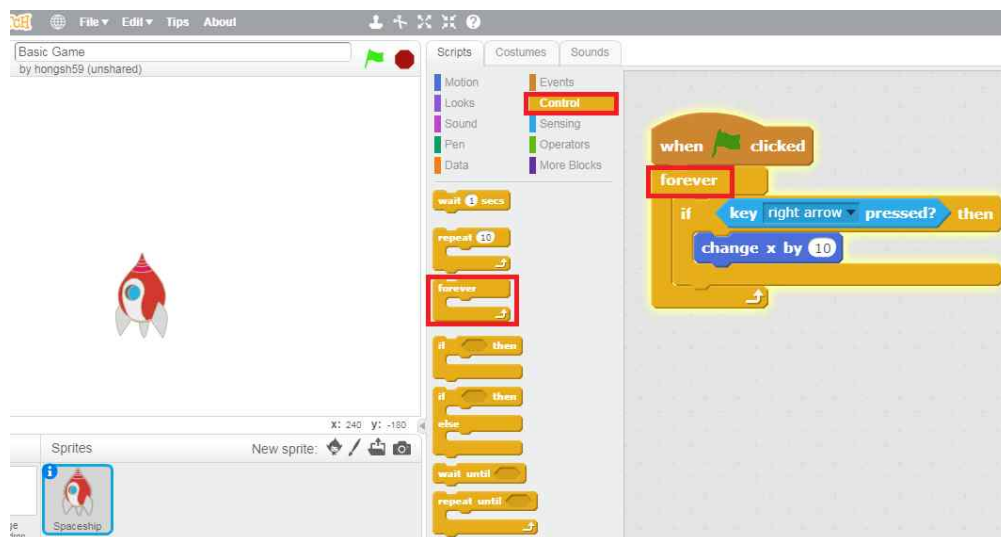 File Edit Tips About
Basic Game
by hongsh59 (unshared)
Scripts Costumes Sounds
Motion Events
Looks Control
Sound Sensing
Pen Operators
Data More Blocks
wait 1 secs
repeat 10
forever
if then
if then
else
wait until
repeat until
when clicked
forever
if key right arrow pressed? then
change x by 10
x: 240 y: -180
Sprites New sprite:
Spaceship